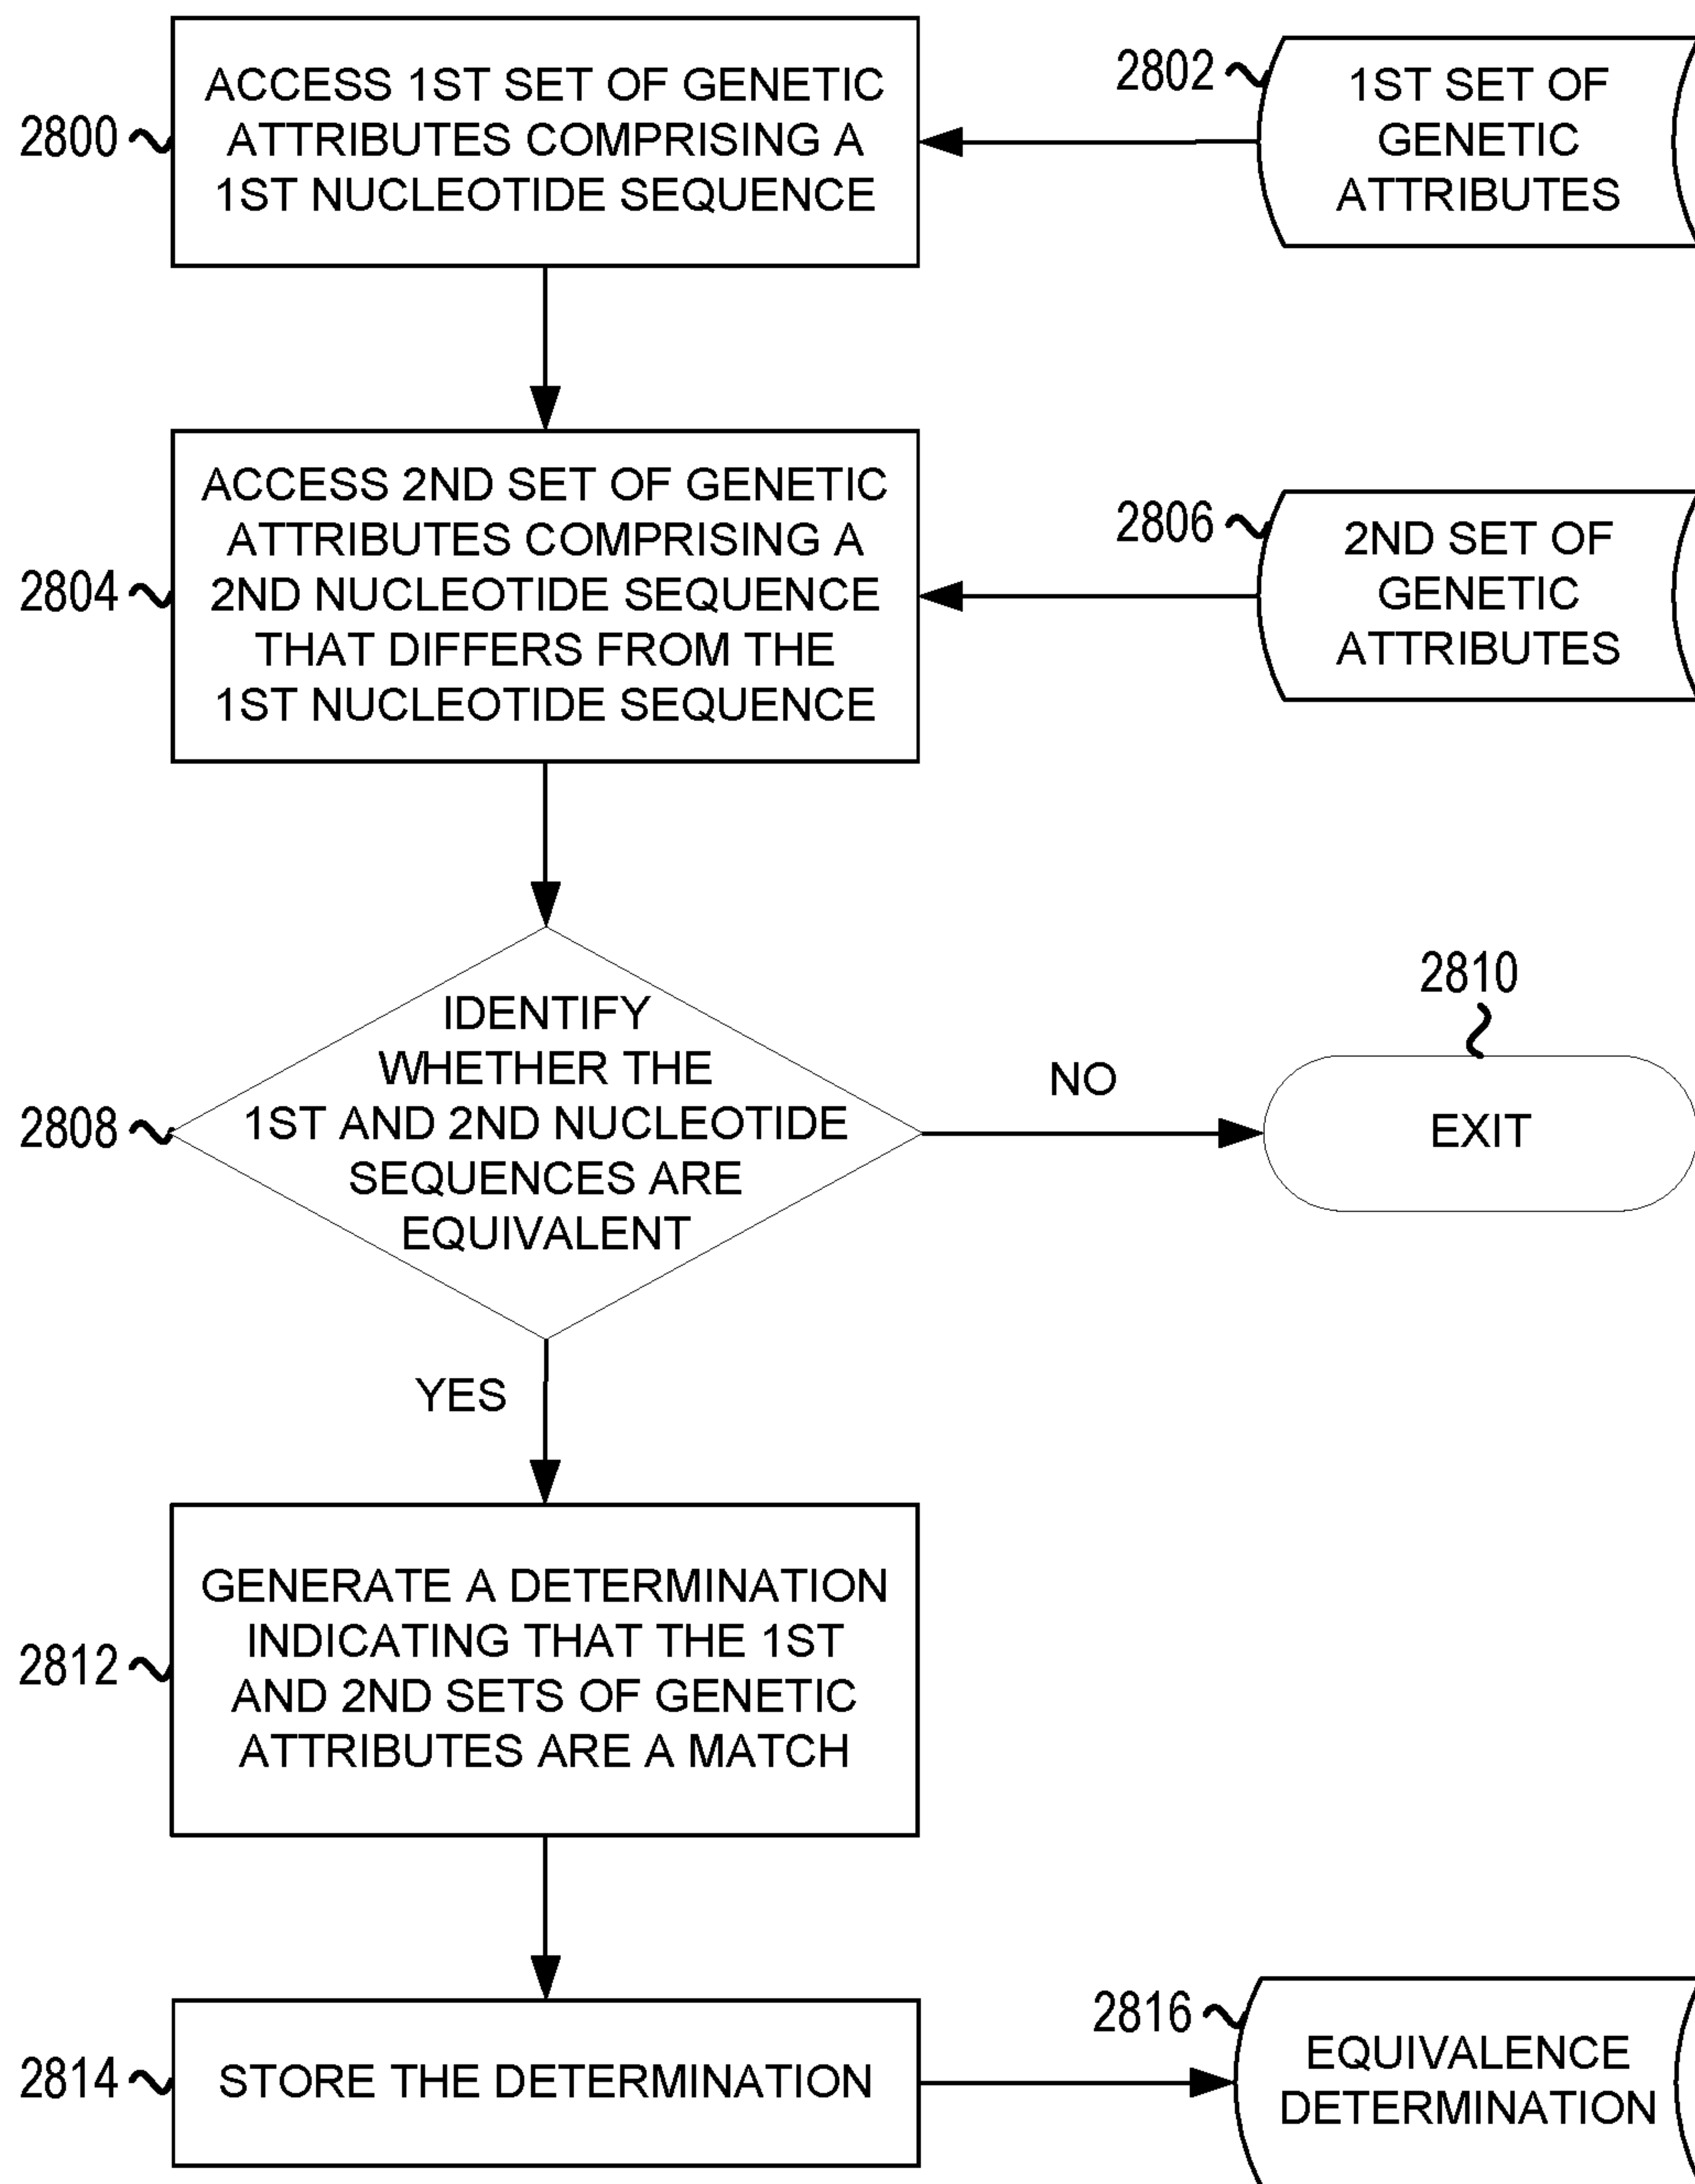 2800
ACCESS 1ST SET OF GENETIC
ATTRIBUTES COMPRISING A
1ST NUCLEOTIDE SEQUENCE
2802
1ST SET OF
GENETIC
ATTRIBUTES
2804
ACCESS 2ND SET OF GENETIC
ATTRIBUTES COMPRISING A
2ND NUCLEOTIDE SEQUENCE
THAT DIFFERS FROM THE
1ST NUCLEOTIDE SEQUENCE
2806
2ND SET OF
GENETIC
ATTRIBUTES
2808
IDENTIFY
WHETHER THE
1ST AND 2ND NUCLEOTIDE
SEQUENCES ARE
EQUIVALENT
NO
2810
EXIT
YES
2812
GENERATE A DETERMINATION
INDICATING THAT THE 1ST
AND 2ND SETS OF GENETIC
ATTRIBUTES ARE A MATCH
2814
STORE THE DETERMINATION
2816
EQUIVALENCE
DETERMINATION